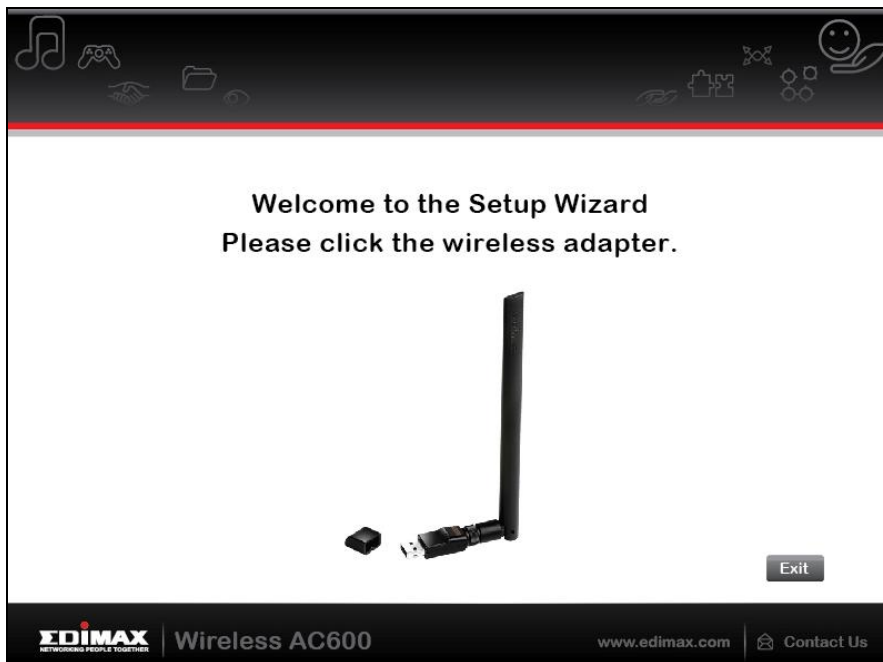 Welcome to the Setup Wizard
Please click the wireless adapter.
Exit
EDIMAX
NETWORKING PEOPLE TOGETHER
Wireless AC600
www.edimax.com
Contact Us